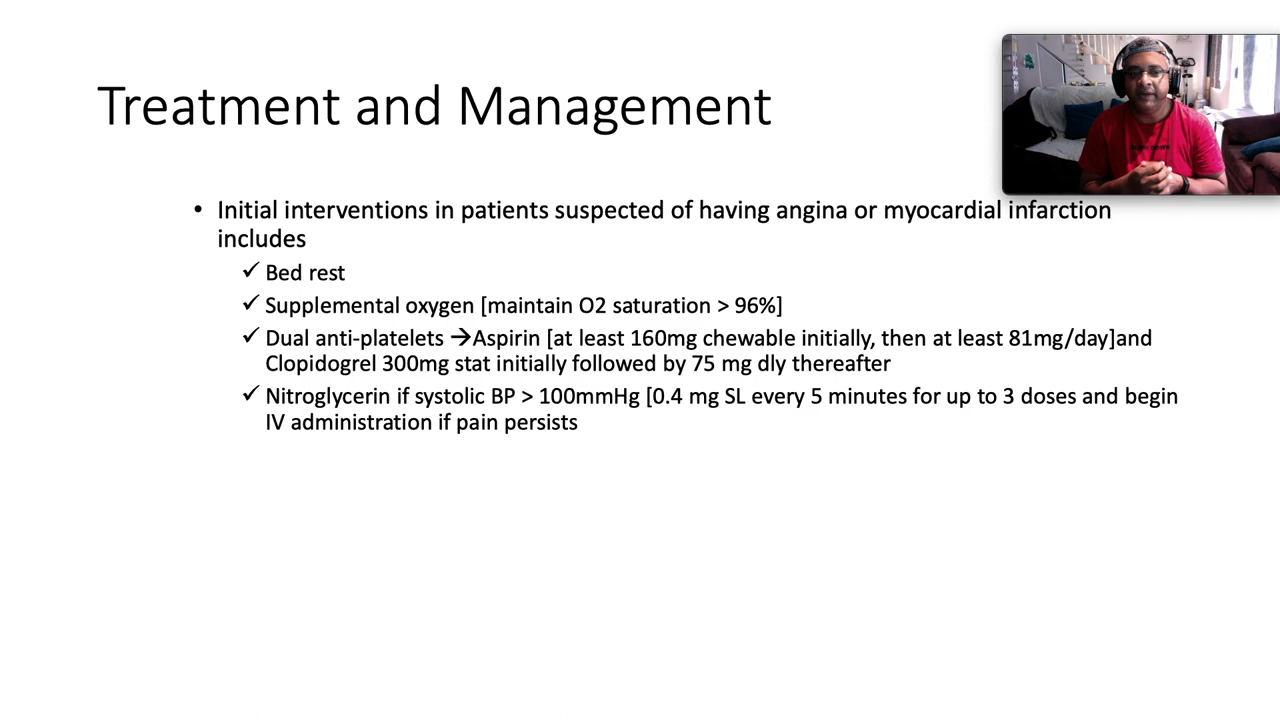 Treatment and Management
• Initial interventions in patients suspected of having angina or myocardial infarction
includes
✓ Bed rest
✓ Supplemental oxygen [maintain O2 saturation > 96%]
✓ Dual anti-platelets →Aspirin [at least 160mg chewable initially, then at least 81mg/day]and
Clopidogrel 300mg stat initially followed by 75 mg dly thereafter
✓ Nitroglycerin if systolic BP > 100mmHg [0.4 mg SL every 5 minutes for up to 3 doses and begin
IV administration if pain persists